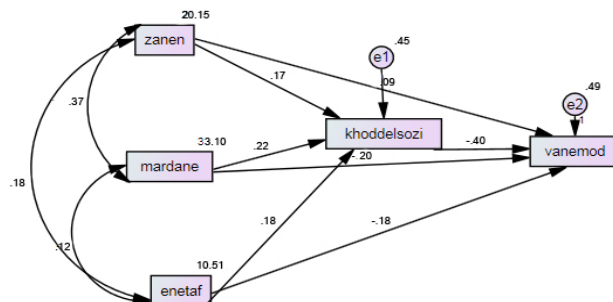 20.15
zanen
.45
e1
.17
.09
.49
e2
1
.37
khoddelsozi
33.10
-.40
vanemod
.22
-.20
mardane
.18
.18
-.18
.12
10.51
enetaf